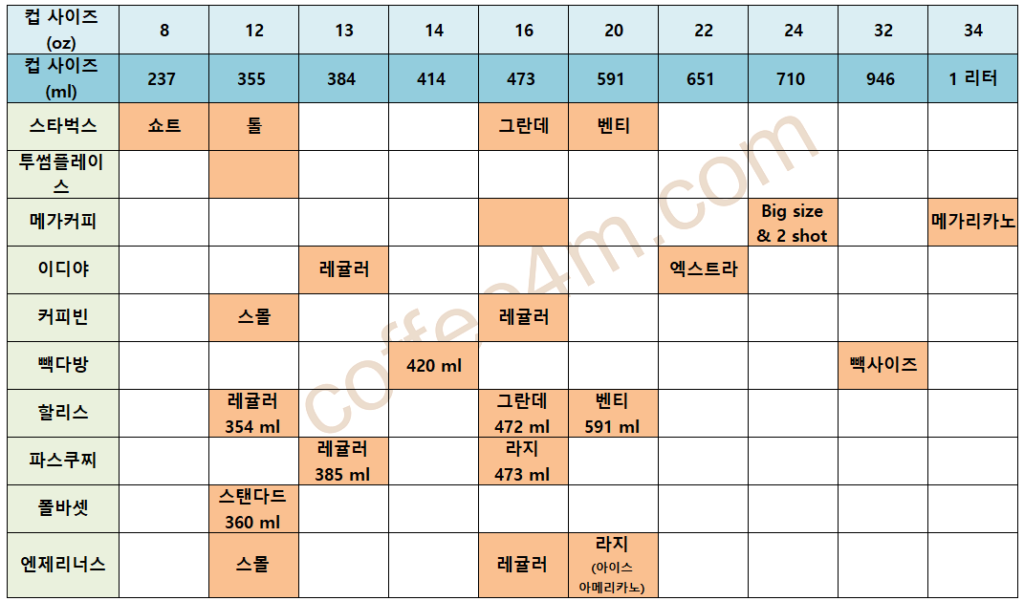 컵 사이즈 (oz) 8 12 13 14 16 20 22 24 32 34
컵 사이즈 (ml) 237 355 384 414 473 591 651 710 946 1 리터
스타벅스 쇼트 톨 그란데 벤티
투썸플레이스
메가커피 Big size & 2 shot 메가리카노
이디야 레귤러 엑스트라
커피빈 스몰 레귤러
빽다방 420 ml 빽사이즈
할리스 레귤러 354 ml 그란데 472 ml 벤티 591 ml
파스쿠찌 레귤러 385 ml 라지 473 ml
폴바셋 스탠다드 360 ml
엔제리너스 스몰 레귤러 라지 (아이스 아메리카노)
coffee4m.com